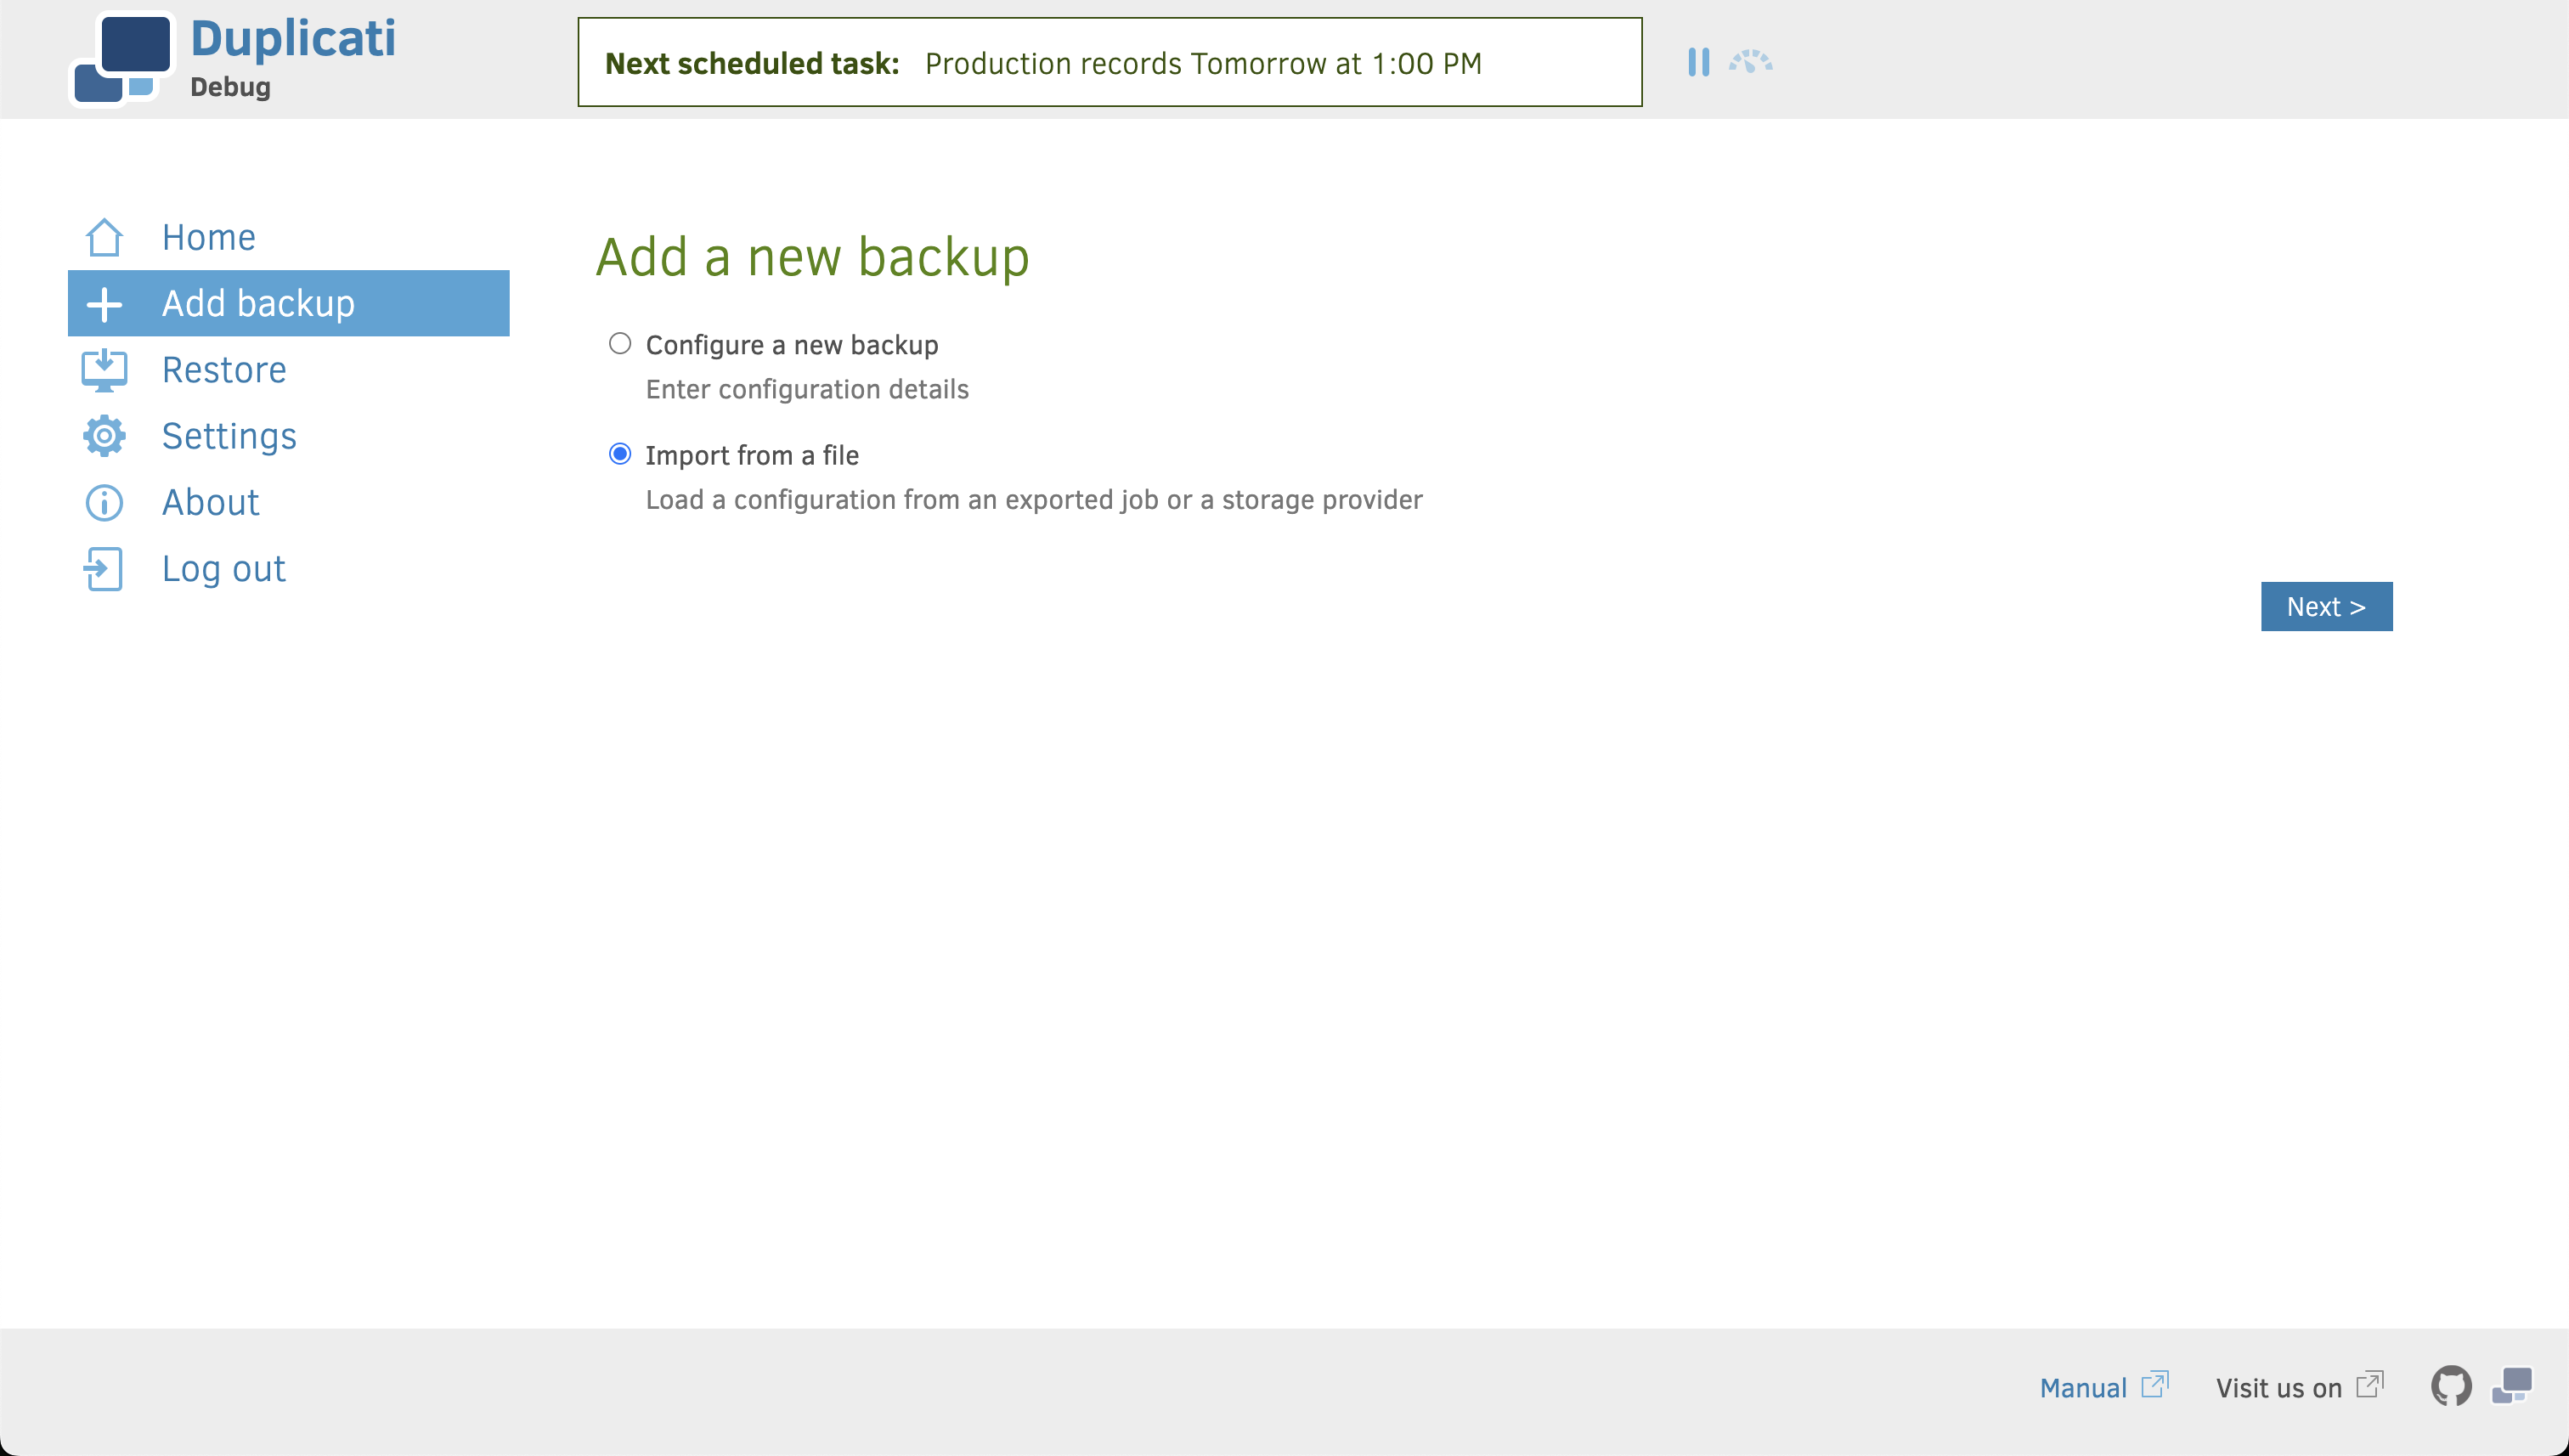 Duplicati
Debug
Next scheduled task: Production records Tomorrow at 1:00 PM
Home
Add backup
Restore
Settings
About
Log out
Add a new backup
Configure a new backup
Enter configuration details
Import from a file
Load a configuration from an exported job or a storage provider
Next >
Manual
Visit us on